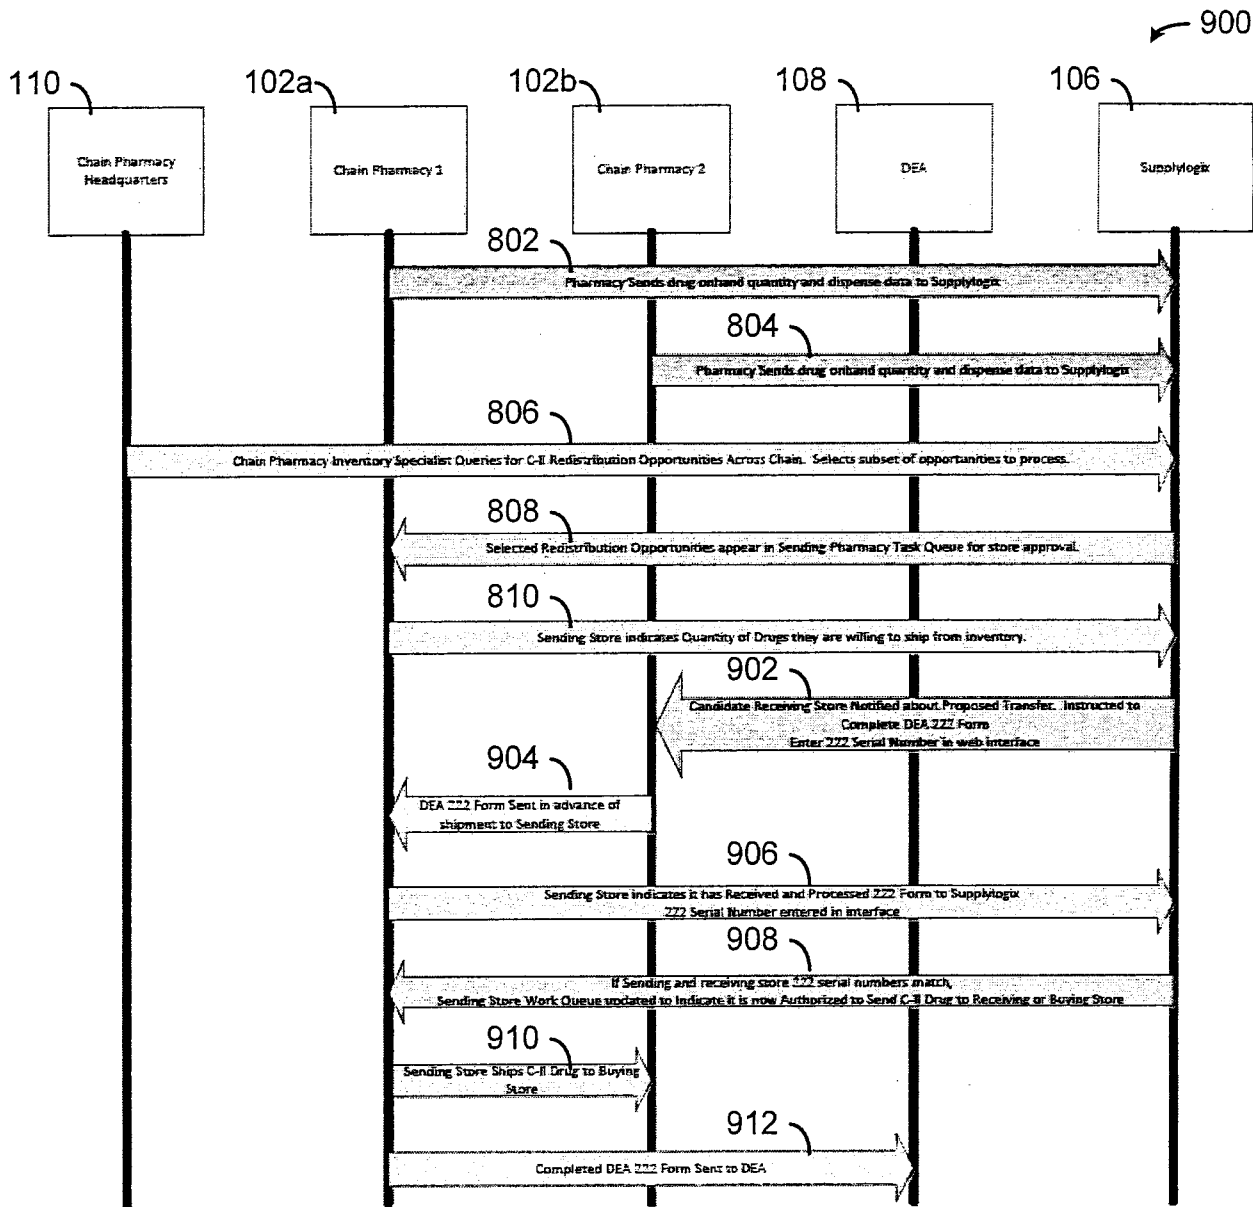 900
110
102a
102b
108
106
Chain Pharmacy
Headquarters
Chain Pharmacy 1
Chain Pharmacy 2
DEA
Supplylogix
802
Pharmacy Sends drug onhand quantity and dispense data to Supplylogix
804
Pharmacy Sends drug onhand quantity and dispense data to Supplylogix
806
Chain Pharmacy Inventory Specialist Queries for C-II Redistribution Opportunities Across Chain. Selects subset of opportunities to process.
808
Selected Redistribution Opportunities appear in Sending Pharmacy Task Queue for store approval.
810
Sending Store indicates Quantity of Drugs they are willing to ship from inventory.
902
Candidate Receiving Store Notified about Proposed Transfer. Instructed to
Complete DEA 222 Form
Enter 222 Serial Number in web interface
904
DEA 222 Form Sent in advance of
shipment to Sending Store
906
Sending Store indicates it has Received and Processed 222 Form to Supplylogix
222 Serial Number entered in interface
908
If Sending and receiving store 222 serial numbers match,
Sending Store Work Queue updated to Indicate it is now Authorized to Send C-II Drug to Receiving or Buying Store
910
Sending Store Ships C-II Drug to Buying
Store
912
Completed DEA 222 Form Sent to DEA